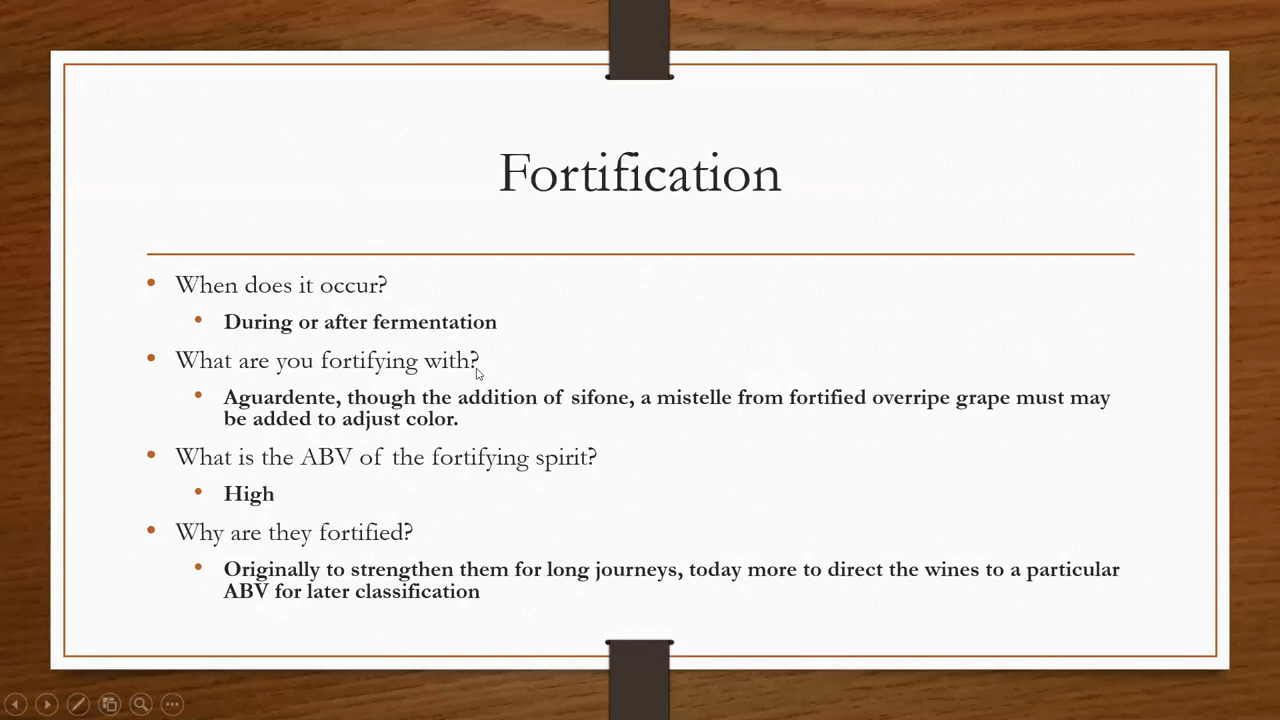 Fortification
• When does it occur?
• During or after fermentation
• What are you fortifying with?
• Aguardente, though the addition of sifone, a mistelle from fortified overripe grape must may
be added to adjust color.
• What is the ABV of the fortifying spirit?
• High
• Why are they fortified?
• Originally to strengthen them for long journeys, today more to direct the wines to a particular
ABV for later classification